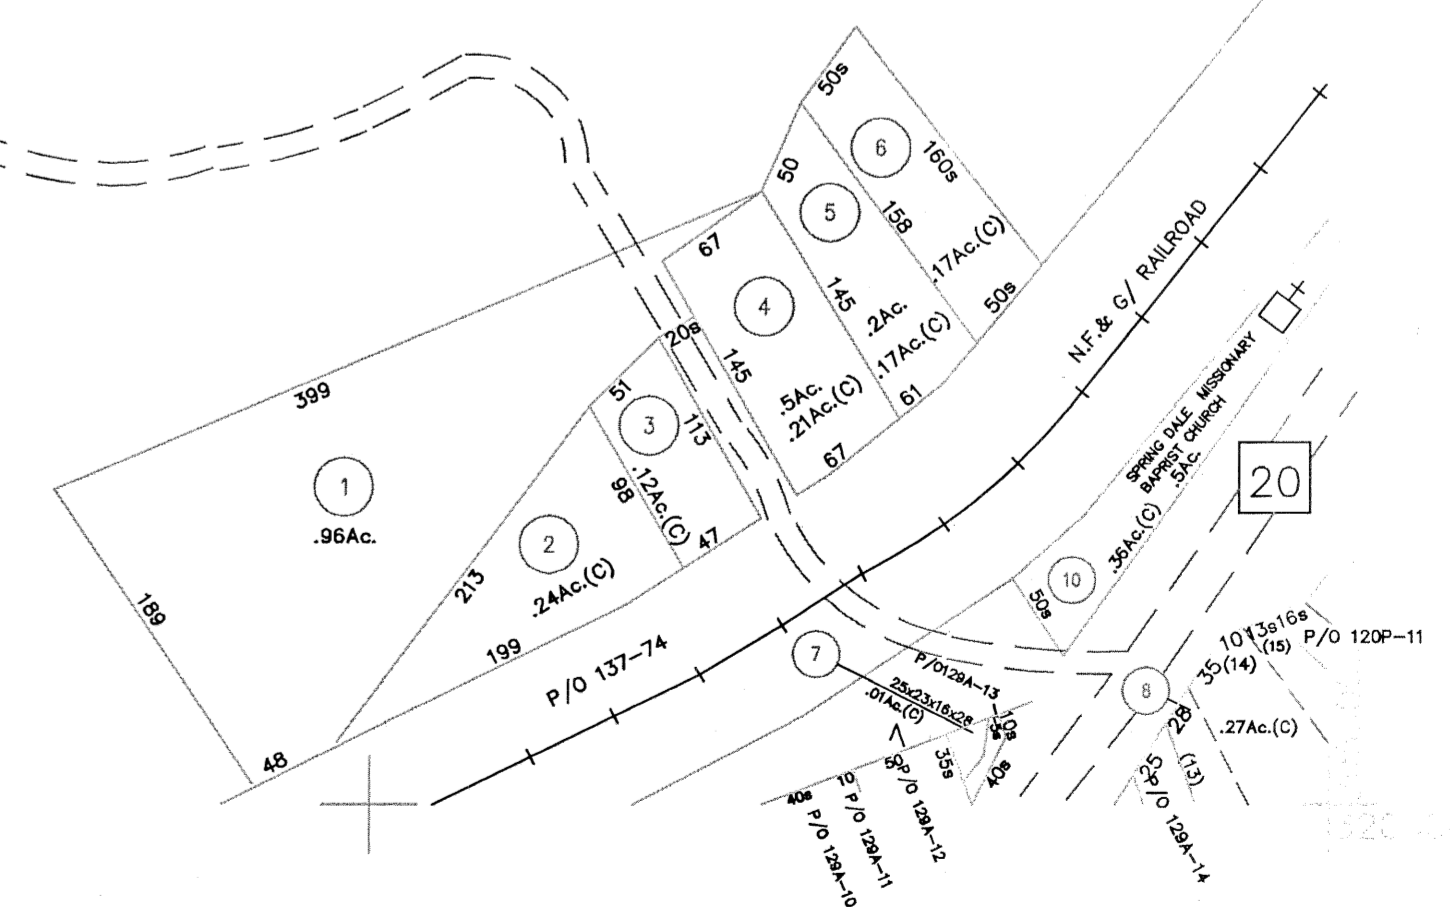 50s
6
160s
50
5
158
.17Ac.(C)
50s
67
4
145
.2Ac.
.17Ac.(C)
61
20s
145
.5Ac.
.21Ac.(C)
67
399
51
3
113
.12Ac.(C)
98
47
1
.96Ac.
2
.24Ac.(C)
213
189
199
48
P/O 137-74
N.F.& G/ RAILROAD
SPRING DALE MISSIONARY
BAPRIST CHURCH
.5Ac.
.36Ac.(C)
20
10
50s
7
P/O129A-13
25x23x16x28
.01Ac.(C)
10s
35s
40s
8
28
35
(14)
10
13s
16s
(15)
P/O 120P-11
.27Ac.(C)
25
(13)
P/O 129A-14
40s
10
50
P/O 129A-10
P/O 129A-11
P/O 129A-12